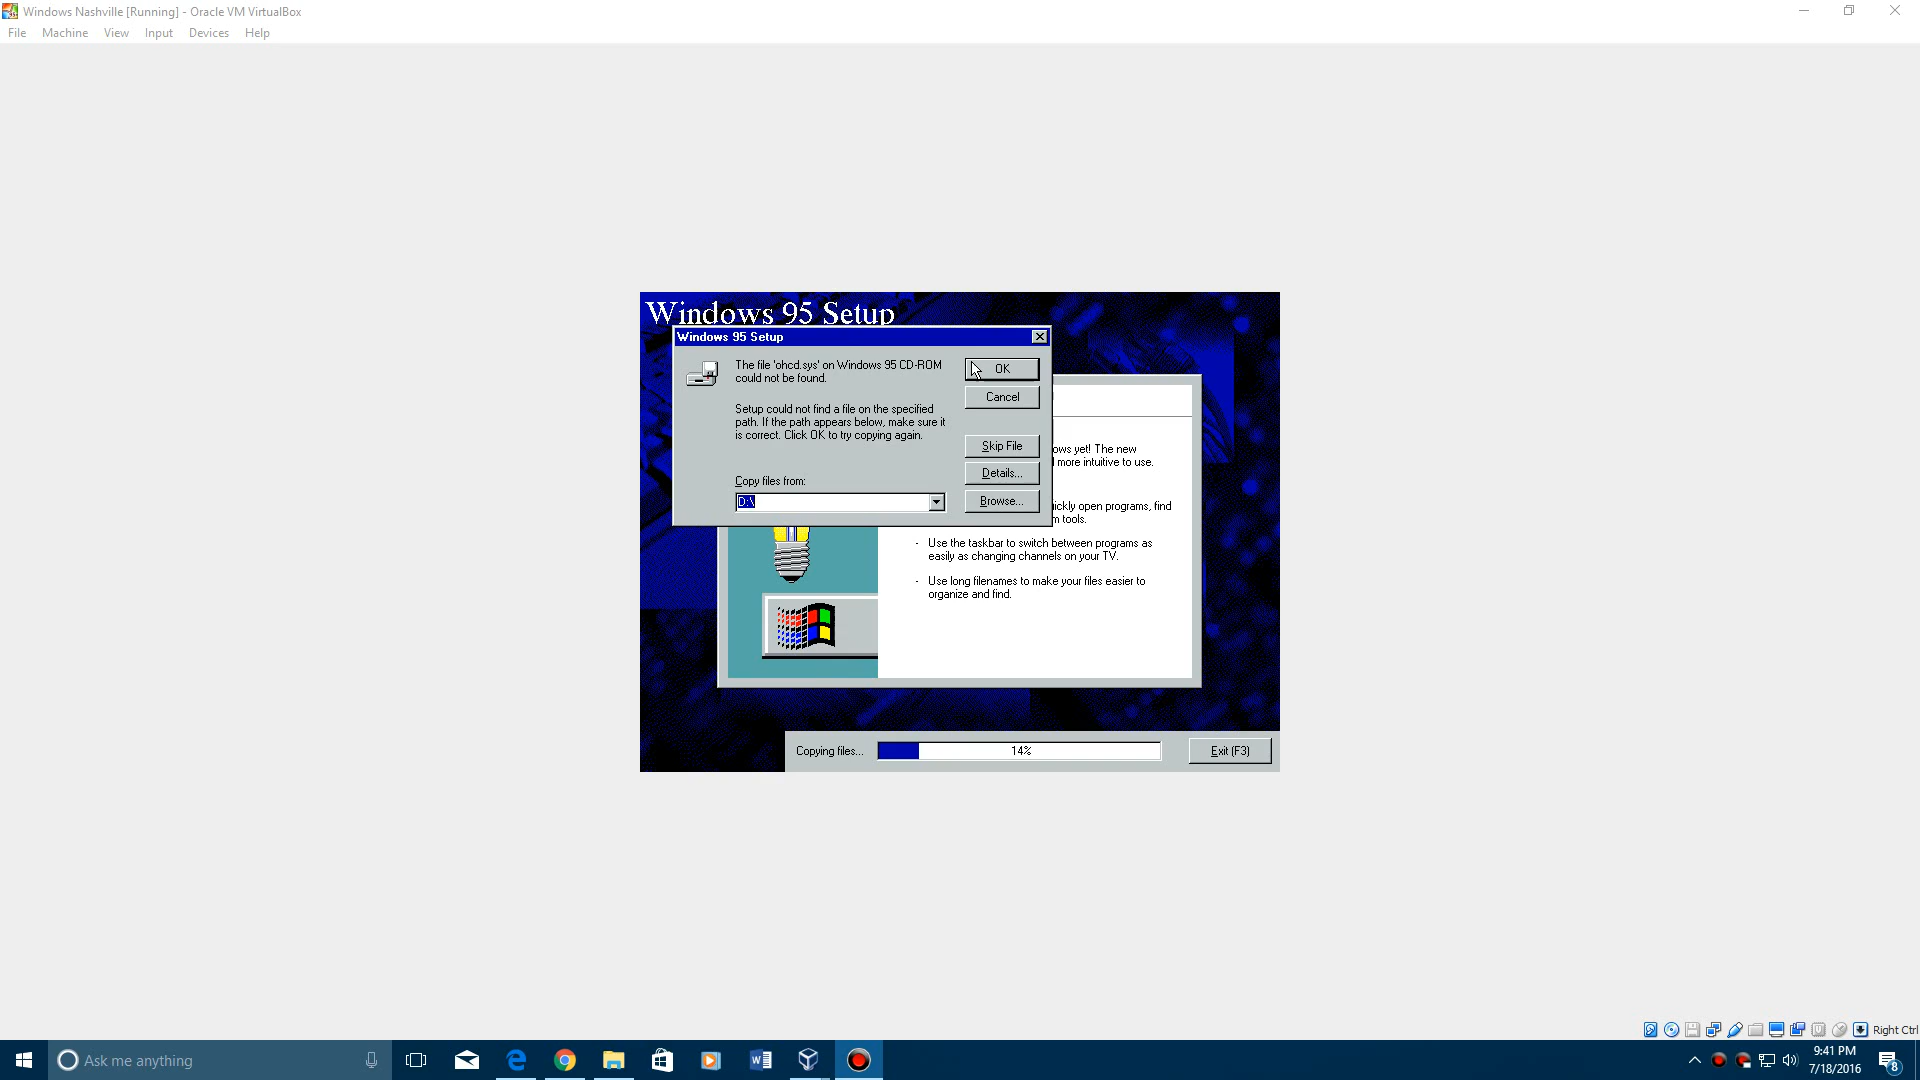 Windows Nashville [Running] - Oracle VM VirtualBox
File Machine View Input Devices Help
Windows 95 Setup
Windows 95 Setup
The file 'ohcd.sys' on Windows 95 CD-ROM
could not be found.
Setup could not find a file on the specified
path. If the path appears below, make sure it
is correct. Click OK to try copying again.
Copy files from:
D:\
OK
Cancel
Skip File
Details...
Browse...
ows yet! The new
more intuitive to use.
ickly open programs, find
m tools.
- Use the taskbar to switch between programs as
easily as changing channels on your TV.
- Use long filenames to make your files easier to
organize and find.
Copying files... 14% Exit (F3)
Right Ctrl
Ask me anything
9:41 PM
7/18/2016
8